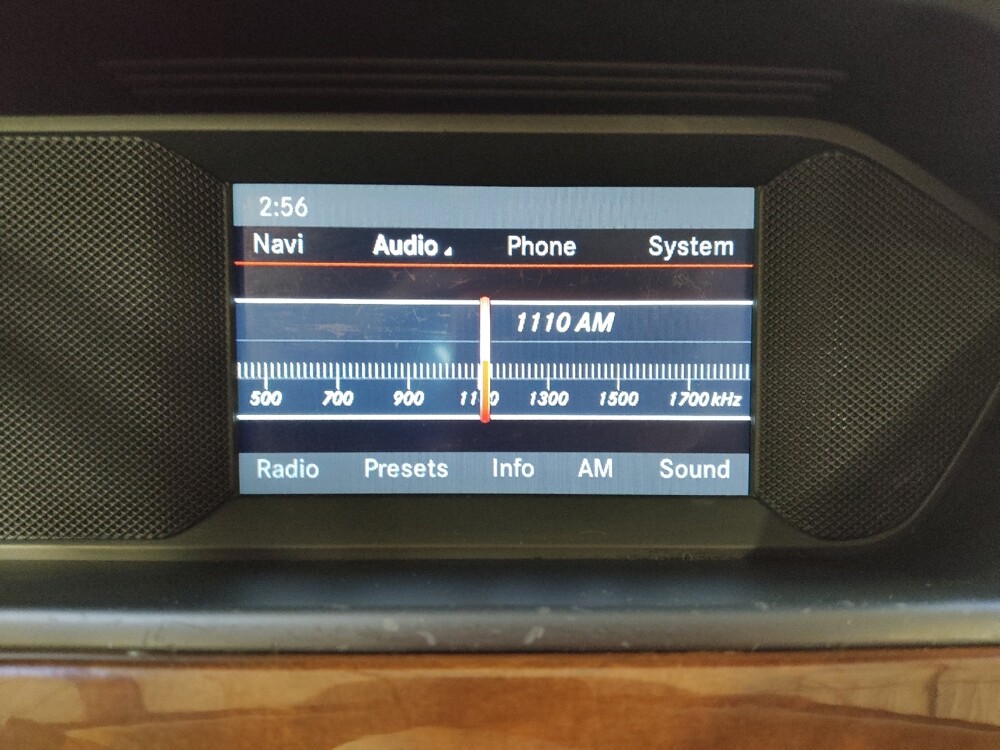 2:56
Navi Audio Phone System
1110 AM
500 700 900 1100 1300 1500 1700 kHz
Radio Presets Info AM Sound